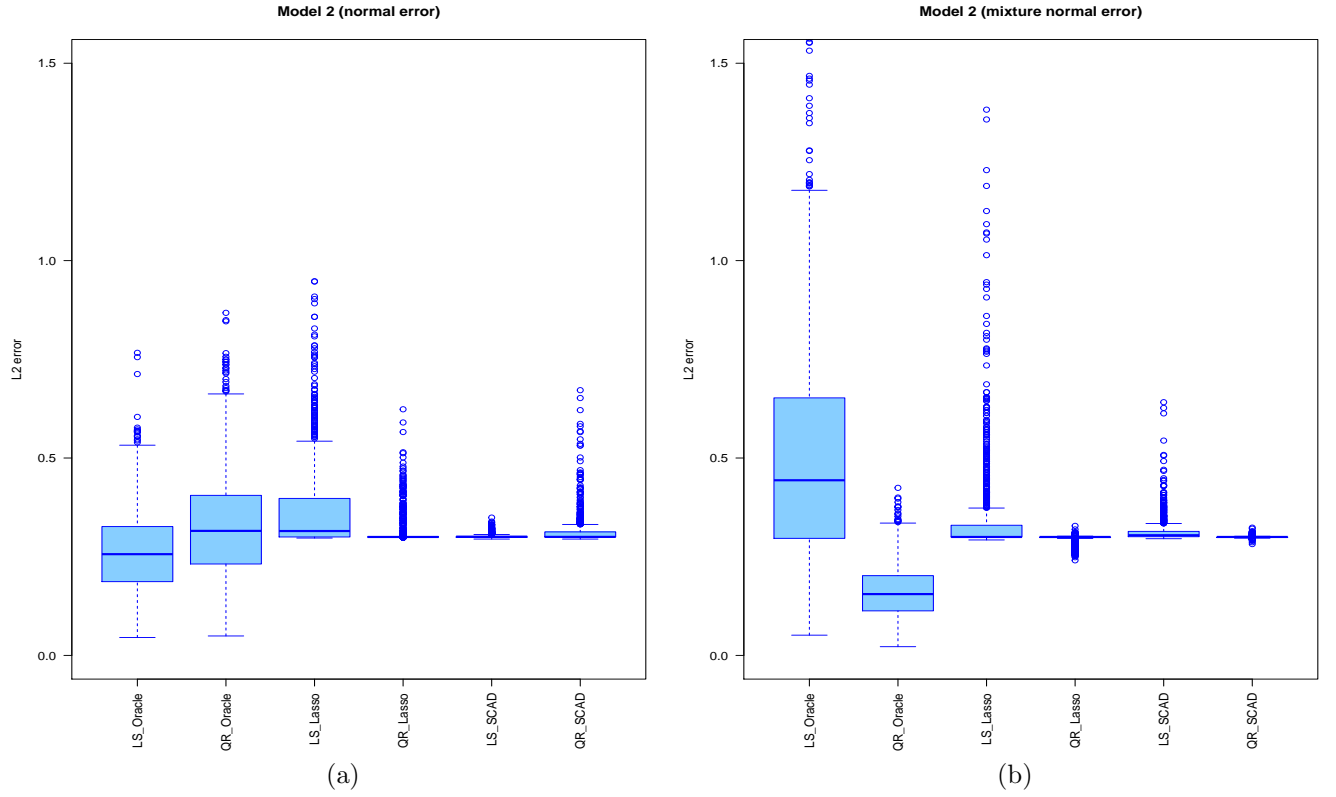 Model 2 (normal error)
L2 error
1.5
1.0
0.5
0.0
LS_Oracle
QR_Oracle
LS_Lasso
QR_Lasso
LS_SCAD
QR_SCAD
(a)
Model 2 (mixture normal error)
L2 error
1.5
1.0
0.5
0.0
LS_Oracle
QR_Oracle
LS_Lasso
QR_Lasso
LS_SCAD
QR_SCAD
(b)